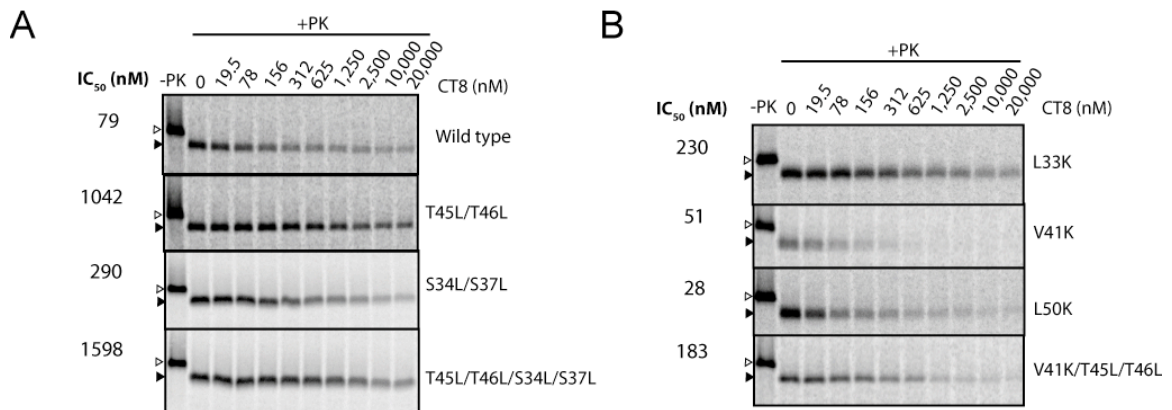 A
+PK
IC50 (nM)
-PK 0 19.5 78 156 312 625 1,250 2,500 10,000 20,000 CT8 (nM)
79 Wild type
1042 T45L/T46L
290 S34L/S37L
1598 T45L/T46L/S34L/S37L
B
+PK
IC50 (nM)
-PK 0 19.5 78 156 312 625 1,250 2,500 10,000 20,000 CT8 (nM)
230 L33K
51 V41K
28 L50K
183 V41K/T45L/T46L